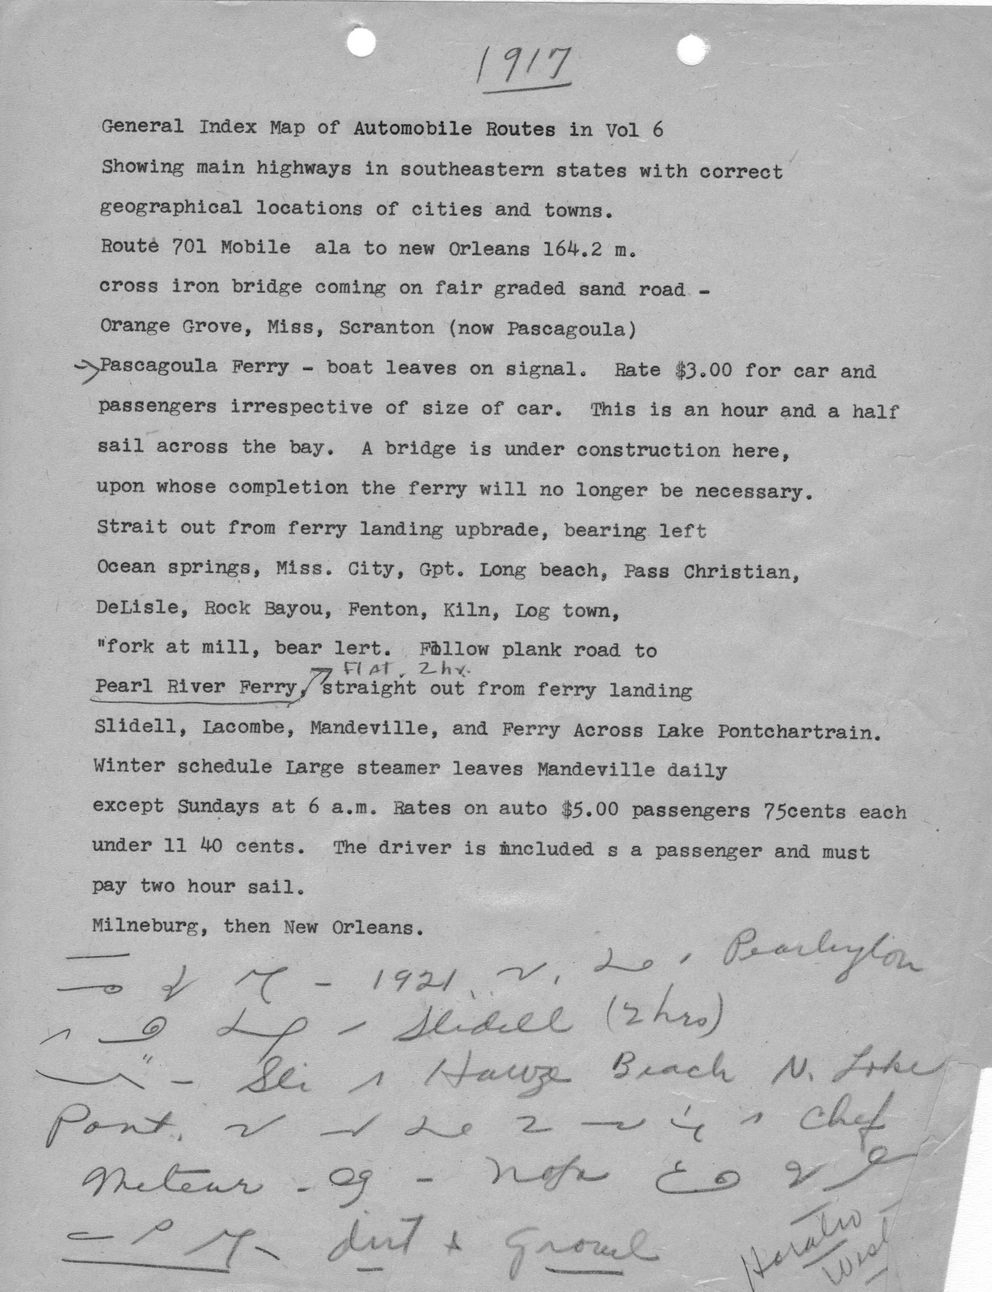 1917
General Index Map of Automobile Routes in Vol 6
Showing main highways in southeastern states with correct
geographical locations of cities and towns.
Route 701 Mobile ala to new Orleans 164.2 m.
cross iron bridge coming on fair graded sand road -
Orange Grove, Miss, Scranton (now Pascagoula)
Pascagoula Ferry - boat leaves on signal. Rate $3.00 for car and
passengers irrespective of size of car. This is an hour and a half
sail across the bay. A bridge is under construction here,
upon whose completion the ferry will no longer be necessary.
Strait out from ferry landing upbrade, bearing left
Ocean springs, Miss. City, Gpt. Long beach, Pass Christian,
DeLisle, Rock Bayou, Fenton, Kiln, Log town,
"fork at mill, bear lert. Follow plank road to
Flat, 2 hr.
Pearl River Ferry, straight out from ferry landing
Slidell, Lacombe, Mandeville, and Ferry Across Lake Pontchartrain.
Winter schedule Large steamer leaves Mandeville daily
except Sundays at 6 a.m. Rates on auto $5.00 passengers 75cents each
under 11 40 cents. The driver is included s a passenger and must
pay two hour sail.
Milneburg, then New Orleans.
- 1921 Pearlington
Slidell (2 hrs)
Sli Beach N. Lake
Pont. Chef
Menteur
dirt &
Horatio
West